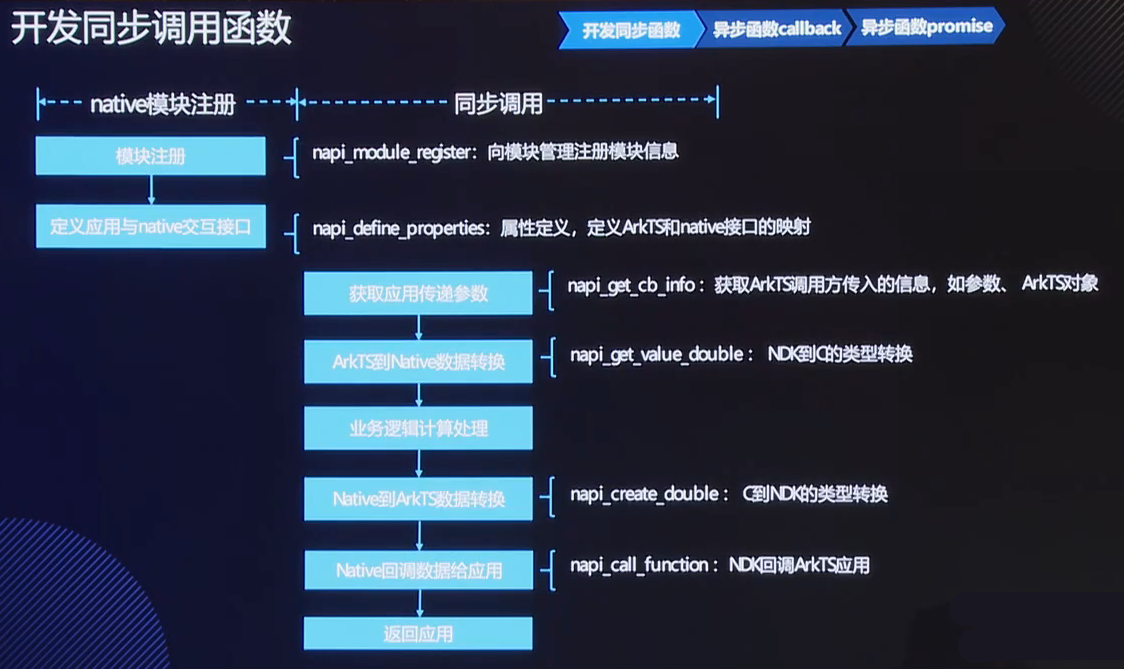 开发同步调用函数
开发同步函数
异步函数callback
异步函数promise
native模块注册
同步调用
模块注册
napi_module_register：向模块管理注册模块信息
定义应用与native交互接口
napi_define_properties：属性定义，定义ArkTS和native接口的映射
获取应用传递参数
napi_get_cb_info：获取ArkTS调用方传入的信息，如参数、ArkTS对象
ArkTS到Native数据转换
napi_get_value_double：NDK到C的类型转换
业务逻辑计算处理
Native到ArkTS数据转换
napi_create_double：C到NDK的类型转换
Native回调数据给应用
napi_call_function：NDK回调ArkTS应用
返回应用